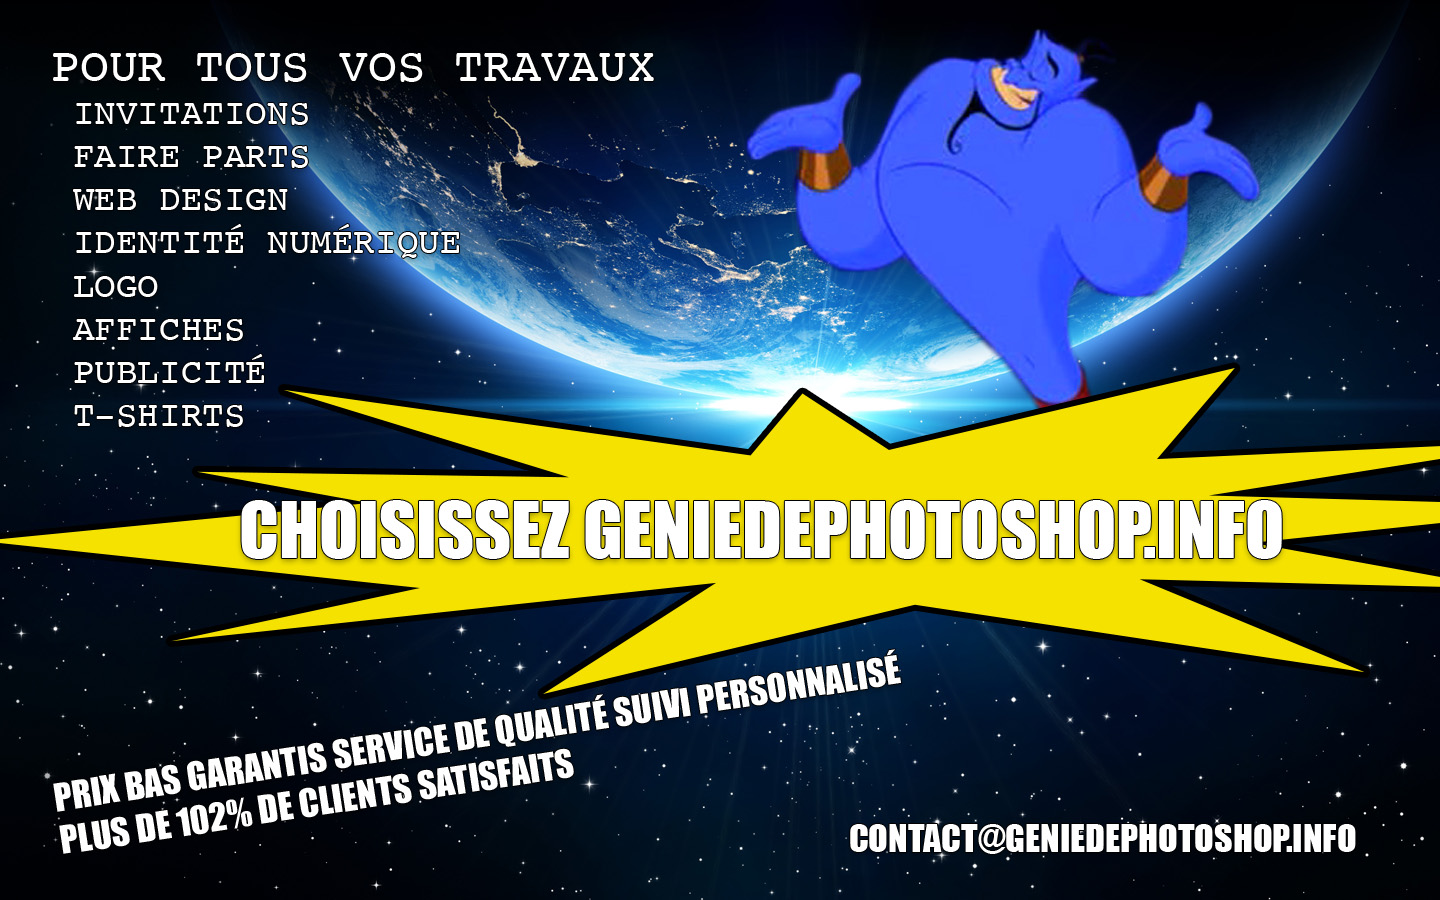 POUR TOUS VOS TRAVAUX
INVITATIONS
FAIRE PARTS
WEB DESIGN
IDENTITÉ NUMÉRIQUE
LOGO
AFFICHES
PUBLICITÉ
T-SHIRTS
CHOISISSEZ GENIEDEPHOTOSHOP.INFO
PRIX BAS GARANTIS SERVICE DE QUALITÉ SUIVI PERSONNALISÉ
PLUS DE 102% DE CLIENTS SATISFAITS
CONTACT@GENIEDEPHOTOSHOP.INFO